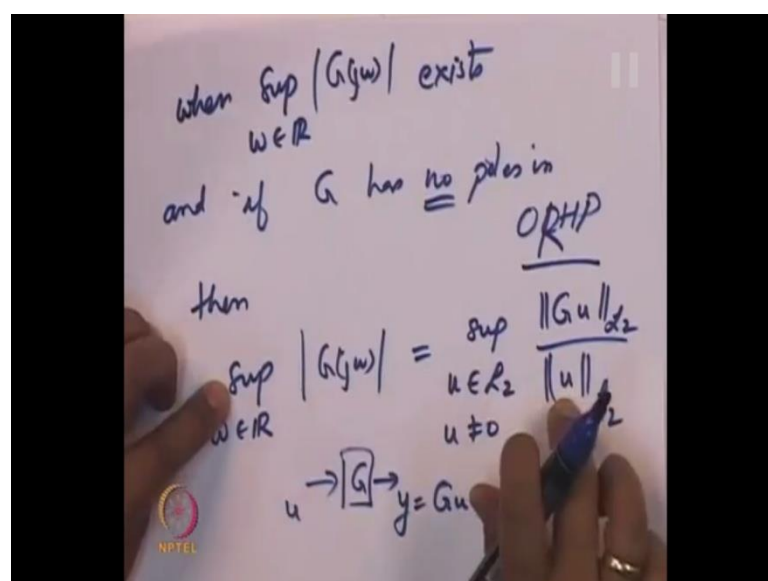 when sup |G(jω)| exists
ω∈ℝ
and if G has no poles in
ORHP
then
sup |G(jω)| = sup ‖Gu‖ℒ₂
ω∈ℝ u∈ℒ₂ ‖u‖ ₂
u≠0
u → G → y = Gu
NPTEL